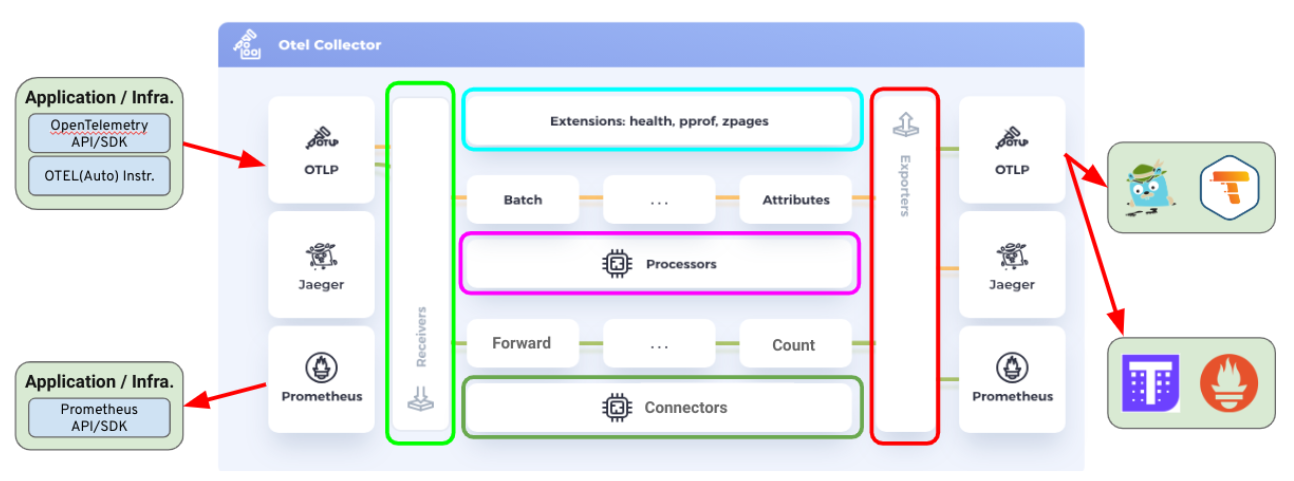 Otel Collector
Application / Infra.
OpenTelemetry
API/SDK
OTEL(Auto) Instr.
Application / Infra.
Prometheus
API/SDK
OTLP
Jaeger
Prometheus
Receivers
Extensions: health, pprof, zpages
Batch
...
Attributes
Processors
Forward
...
Count
Connectors
Exporters
OTLP
Jaeger
Prometheus